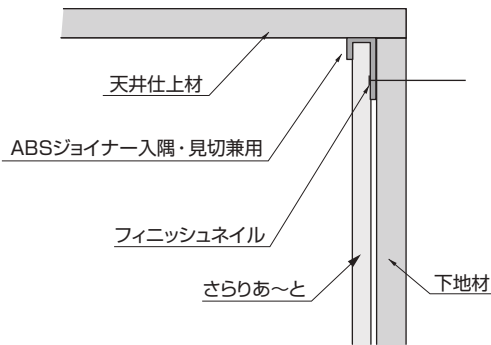 天井仕上材
ABSジョイナー入隅・見切兼用
フィニッシュネイル
さらりあ〜と
下地材